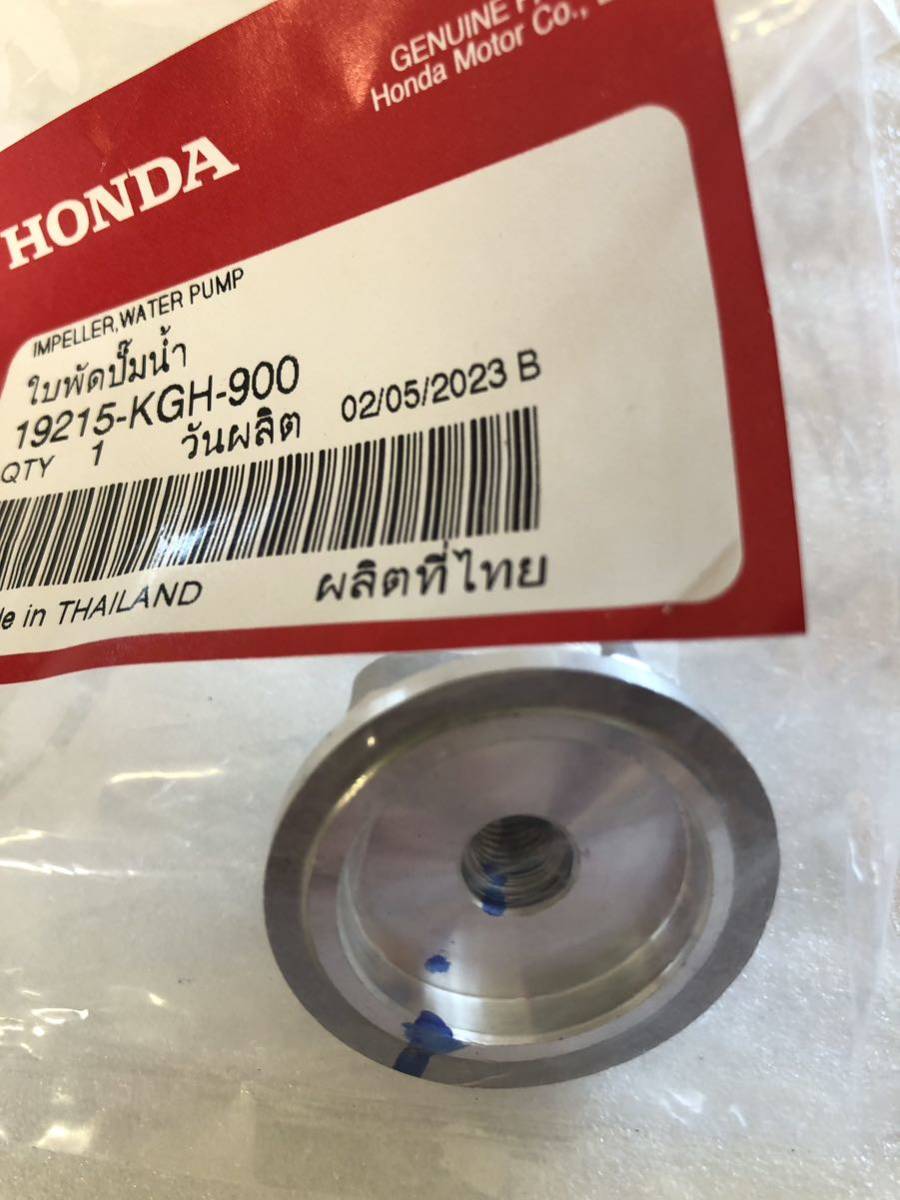 GENUINE
Honda Motor Co.,
HONDA
IMPELLER,WATER PUMP
ใบพัดปั๊มน้ำ
19215-KGH-900
QTY 1 วันผลิต 02/05/2023 B
in THAILAND ผลิตที่ไทย